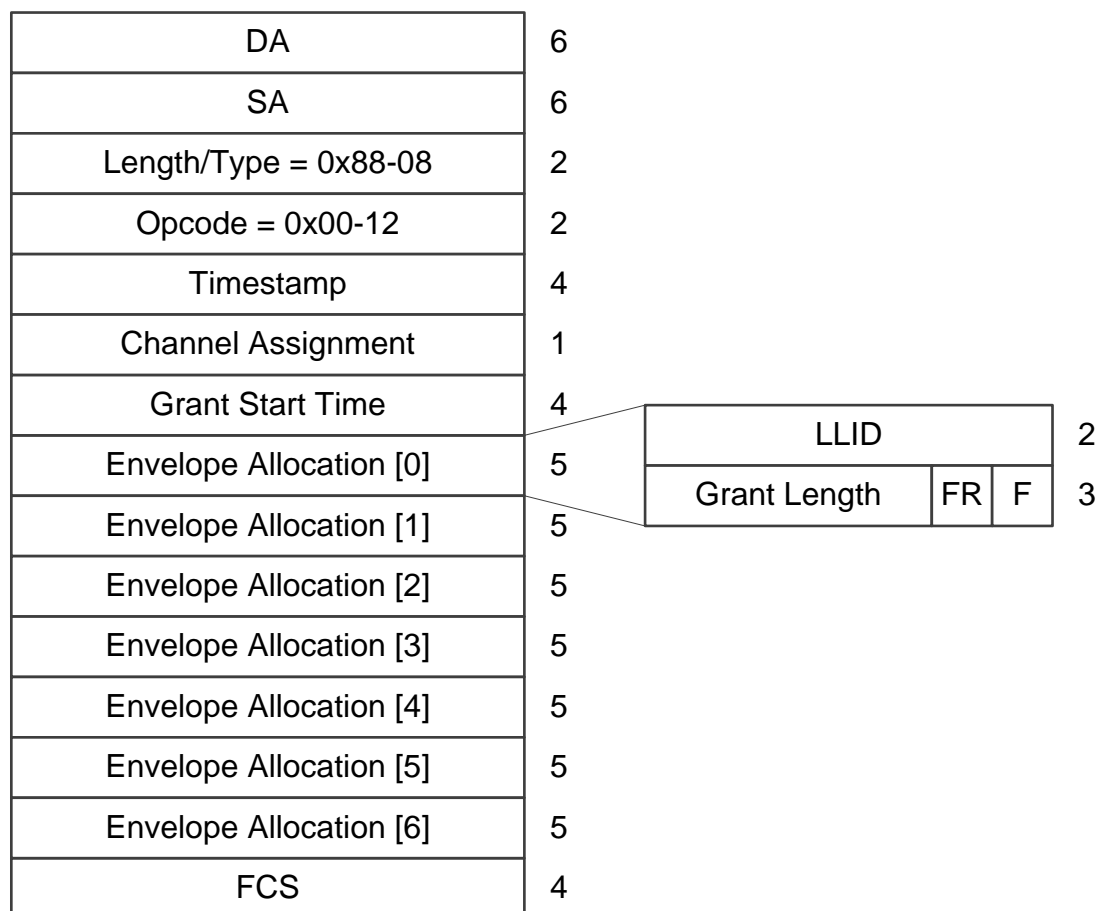 DA 6
SA 6
Length/Type = 0x88-08 2
Opcode = 0x00-12 2
Timestamp 4
Channel Assignment 1
Grant Start Time 4
Envelope Allocation [0] 5
LLID 2
Grant Length FR F 3
Envelope Allocation [1] 5
Envelope Allocation [2] 5
Envelope Allocation [3] 5
Envelope Allocation [4] 5
Envelope Allocation [5] 5
Envelope Allocation [6] 5
FCS 4